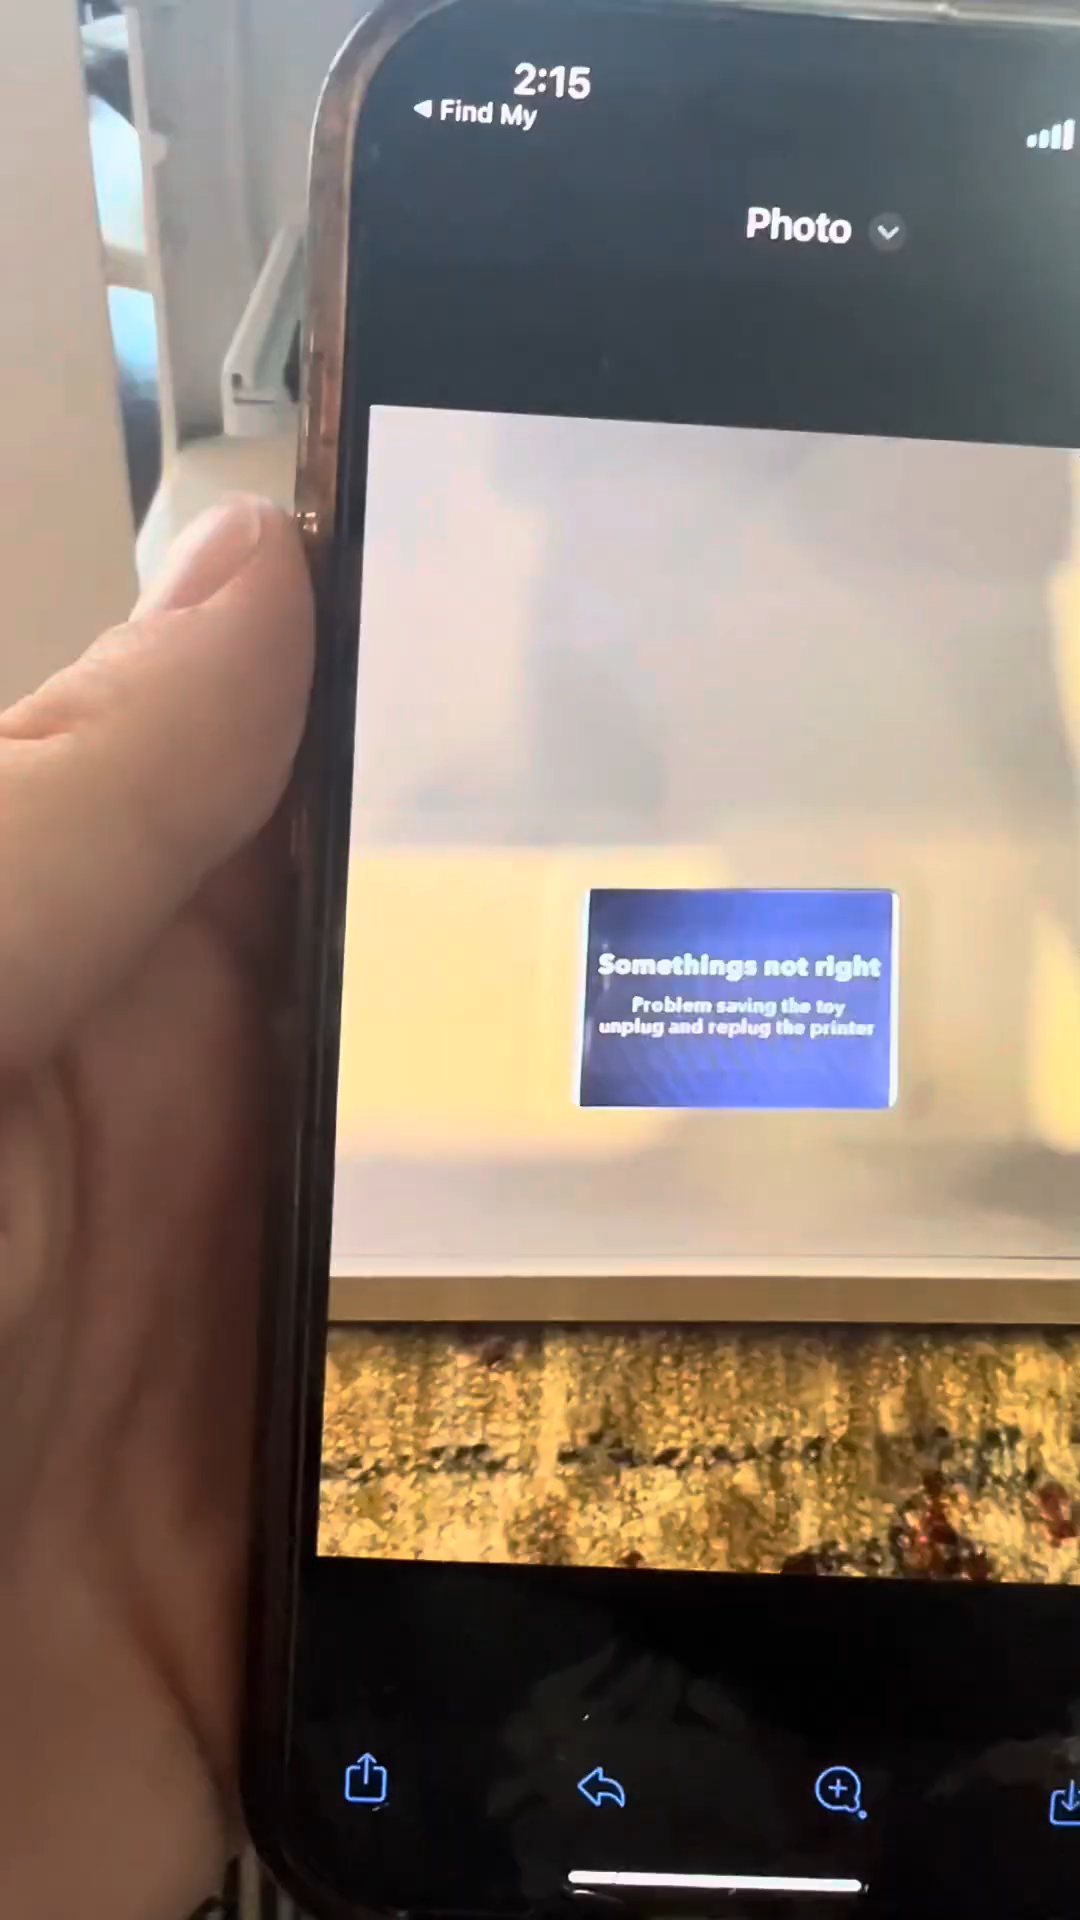 2:15
Find My
Photo
Somethings not right
Problem saving the toy
unplug and replug the printer